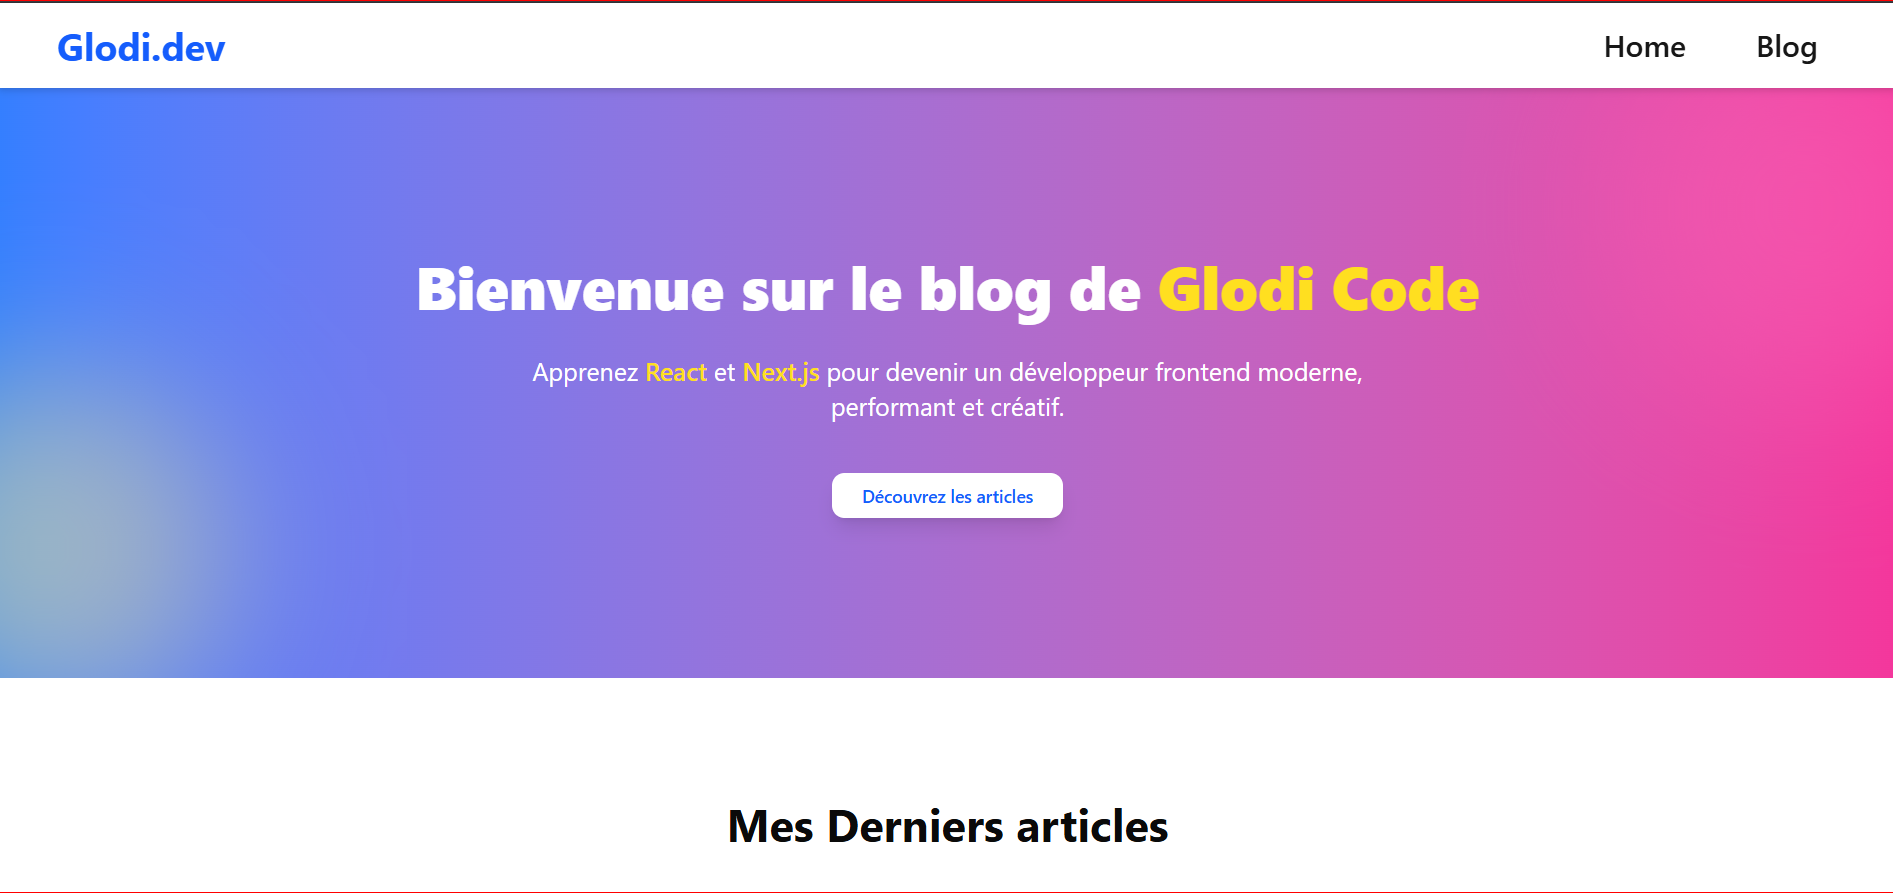 Glodi.dev
Home
Blog
Bienvenue sur le blog de Glodi Code
Apprenez React et Next.js pour devenir un développeur frontend moderne,
performant et créatif.
Découvrez les articles
Mes Derniers articles